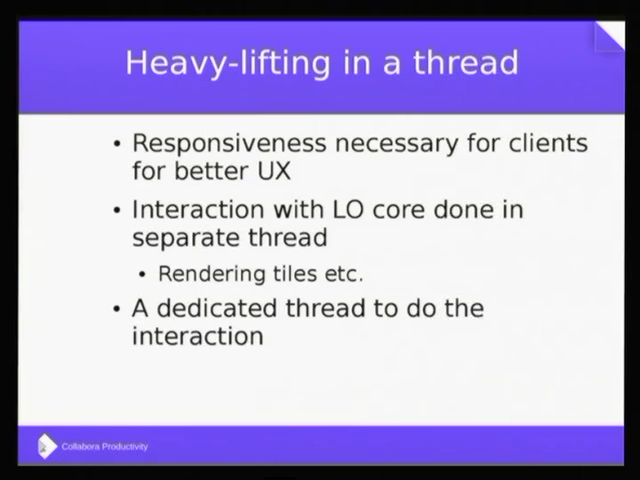 Heavy-lifting in a thread
• Responsiveness necessary for clients
for better UX
• Interaction with LO core done in
separate thread
• Rendering tiles etc.
• A dedicated thread to do the
interaction
Collabora Productivity